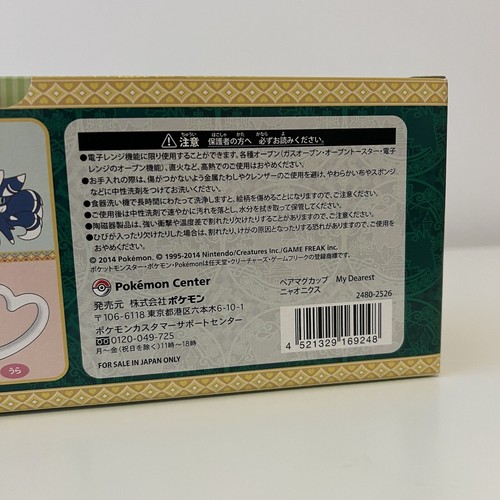 注意 保護者の方へ 必ずお読みください。
ちゅうい ほごしゃ かた かなら よ
●電子レンジ機能に限り使用することができます。各種オーブン(ガスオーブン・オーブントースター・電子
レンジのオーブン機能)、直火など、高熱でのご使用はおやめください。
●お手入れの際は、傷がつかないよう金属たわしやクレンザーのご使用を避け、やわらかい布やスポンジ
などに中性洗剤をつけてお洗いください。
●食器洗い機で長時間にわたって洗浄しますと、絵柄を傷めることになりますので、ご注意ください。
●ご使用後は中性洗剤で速やかに汚れを落とし、水分を拭き取って保管してください。
●陶磁器製品は、強い衝撃や温度差で割れたり欠けたりすることがありますので、ご注意ください。
●ひびが入ったり欠けたりした場合は、割れたり、けがの原因となったりする恐れがありますので、ご使用を
おやめください。
© 2014 Pokémon. © 1995-2014 Nintendo/Creatures Inc./GAME FREAK inc.
ポケットモンスター・ポケモン・Pokémonは任天堂・クリーチャーズ・ゲームフリークの登録商標です。
Pokémon Center
発売元 株式会社ポケモン
〒106-6118 東京都港区六本木6-10-1
ポケモンカスタマーサポートセンター
0120-049-725
月〜金(祝日を除く)11時〜18時
FOR SALE IN JAPAN ONLY
ペアマグカップ My Dearest
ニャオニクス
2480-2526
4 521329 169248
うら